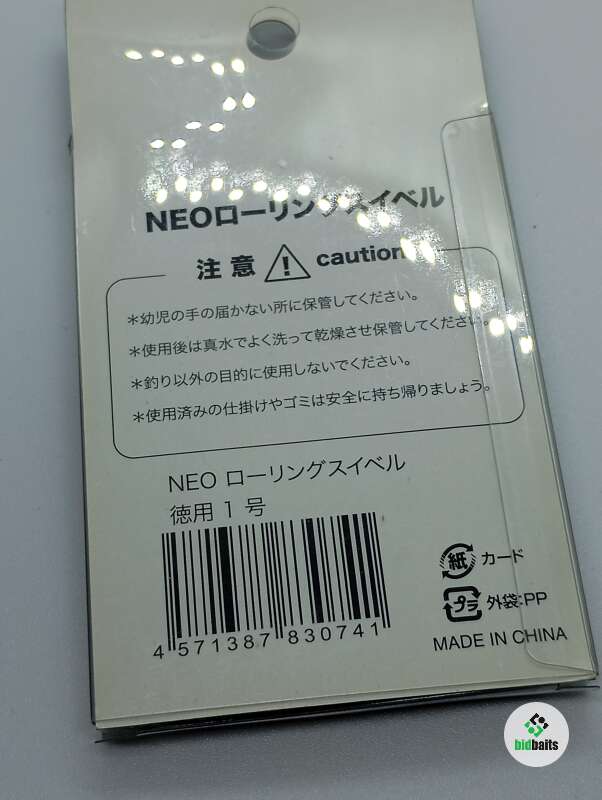 NEOローリングスイベル
注意 ! caution
*幼児の手の届かない所に保管してください。
*使用後は真水でよく洗って乾燥させ保管してください。
*釣り以外の目的に使用しないでください。
*使用済みの仕掛けやゴミは安全に持ち帰りましょう。
NEO ローリングスイベル
徳用 1 号
4 571387 830741
紙 カード
プラ 外袋:PP
MADE IN CHINA
bidbaits